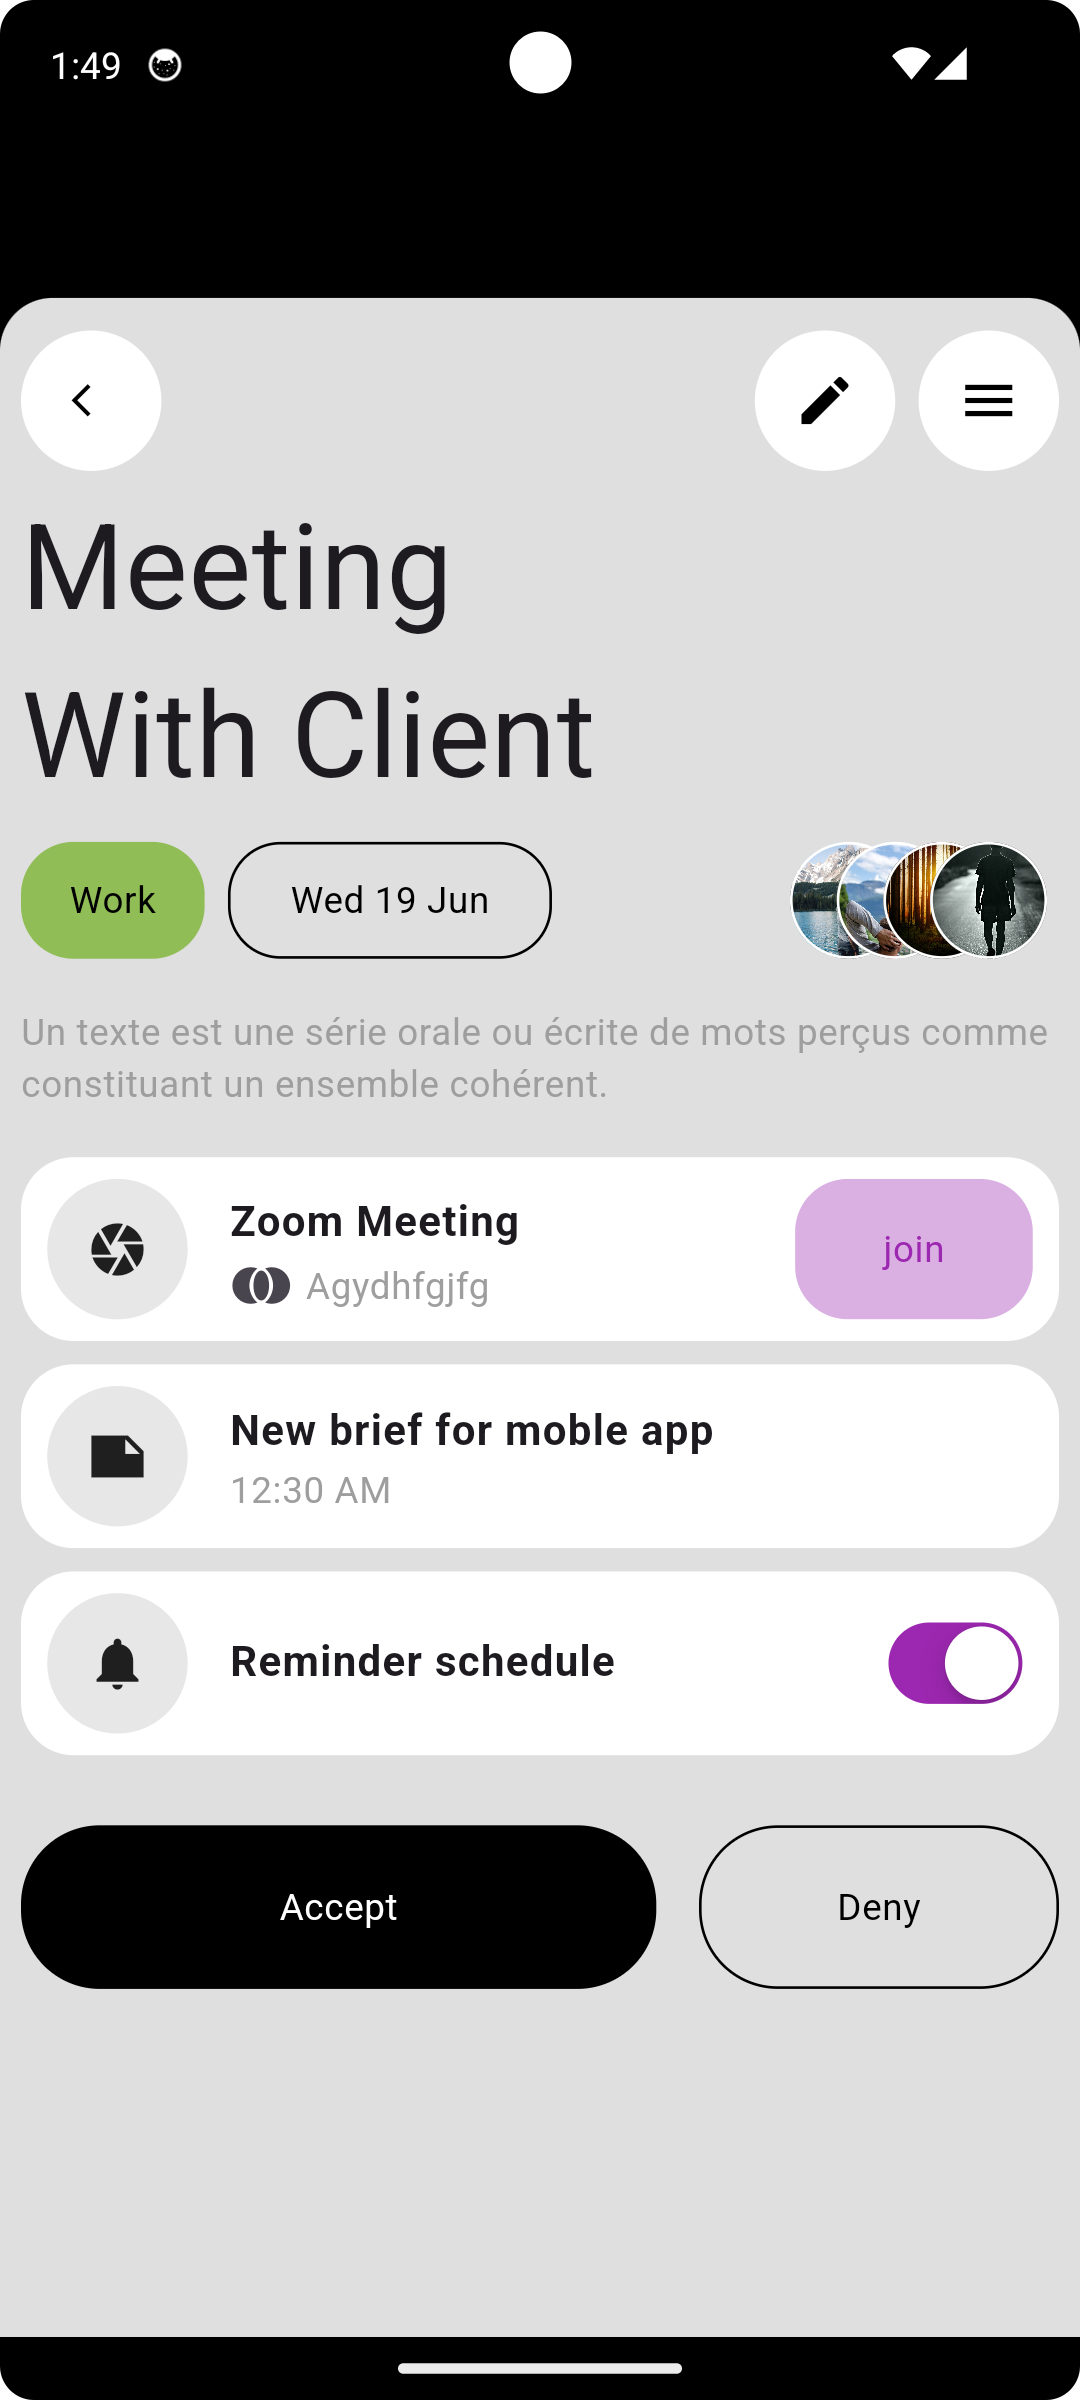 1:49
Meeting
With Client
Work
Wed 19 Jun
Un texte est une série orale ou écrite de mots perçus comme
constituant un ensemble cohérent.
Zoom Meeting
Agydhfgjfg
join
New brief for moble app
12:30 AM
Reminder schedule
Accept
Deny